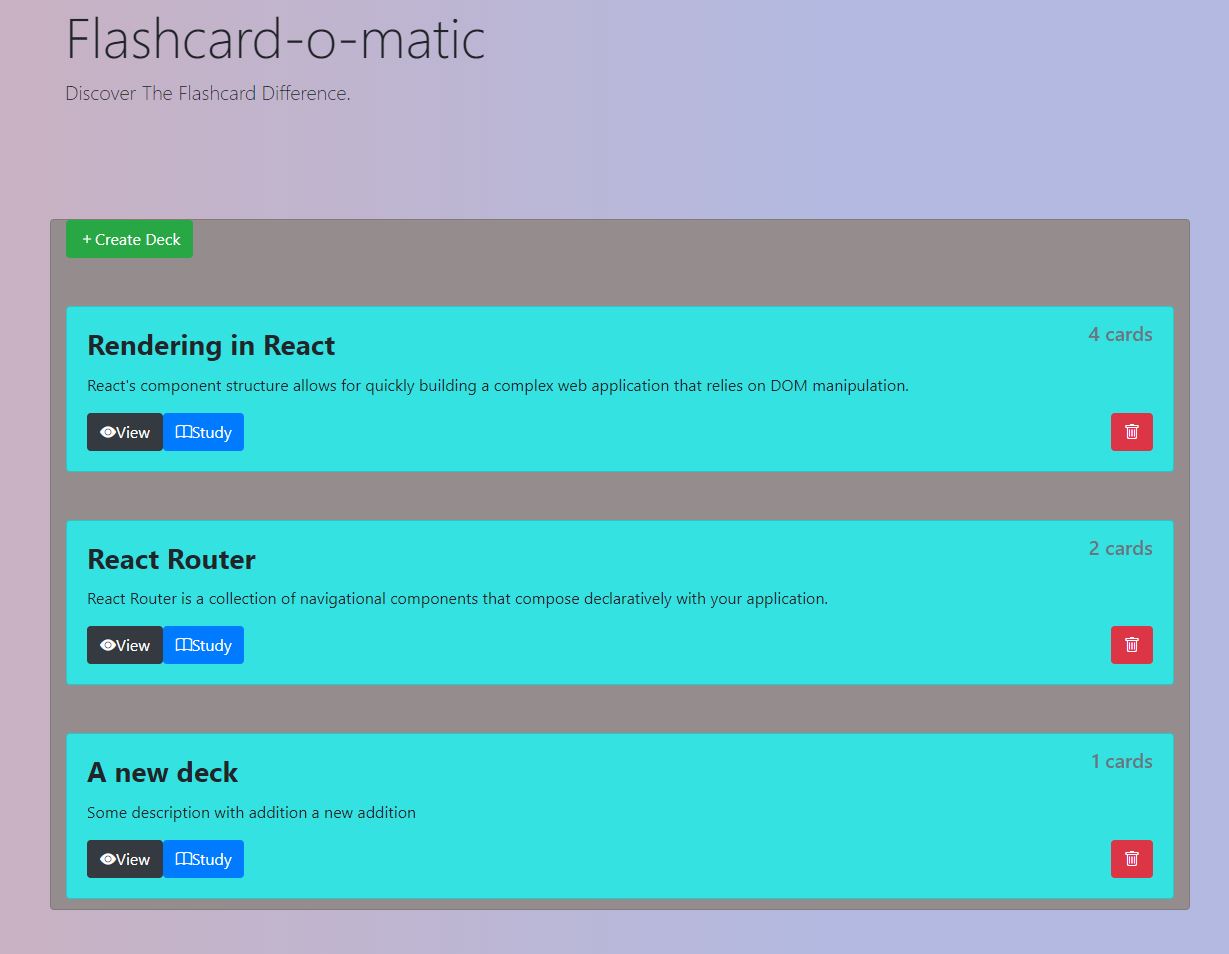 Flashcard-o-matic
Discover The Flashcard Difference.
+ Create Deck
Rendering in React
4 cards
React's component structure allows for quickly building a complex web application that relies on DOM manipulation.
View Study
React Router
2 cards
React Router is a collection of navigational components that compose declaratively with your application.
View Study
A new deck
1 cards
Some description with addition a new addition
View Study